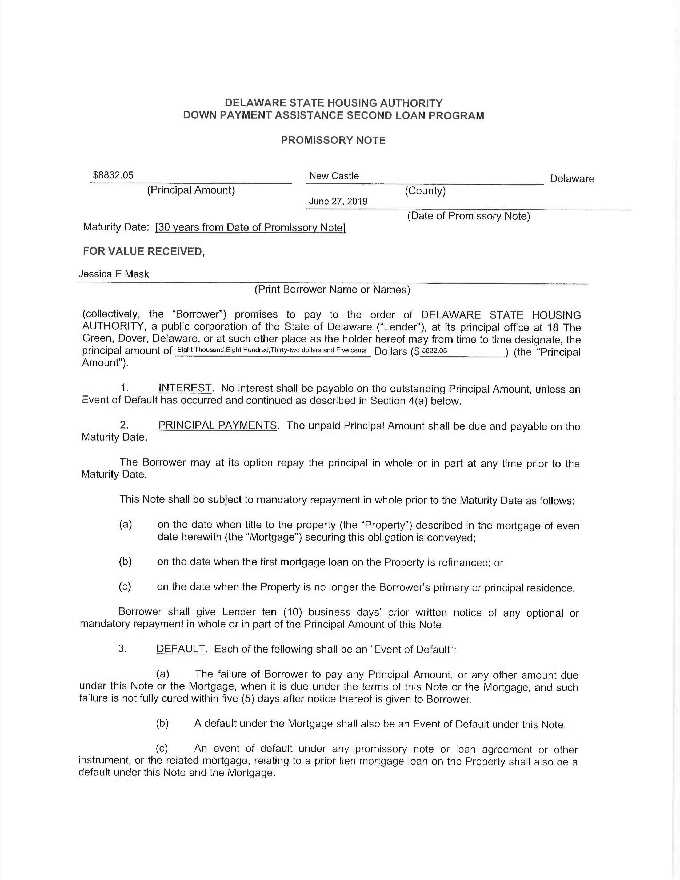 DELAWARE STATE HOUSING AUTHORITY
DOWN PAYMENT ASSISTANCE SECOND LOAN PROGRAM
PROMISSORY NOTE
$8832.05 New Castle Delaware
(Principal Amount) (County)
June 27, 2019
(Date of Promissory Note)
Maturity Date: [30 years from Date of Promissory Note]
FOR VALUE RECEIVED,
Jessica E Mask
(Print Borrower Name or Names)
(collectively, the "Borrower") promises to pay to the order of DELAWARE STATE HOUSING
AUTHORITY, a public corporation of the State of Delaware ("Lender"), at its principal office at 18 The
Green, Dover, Delaware, or at such other place as the holder hereof may from time to time designate, the
principal amount of Eight Thousand,Eight Hundred,Thirty-two dollars and Five cents Dollars ($ 8832.05 ) (the "Principal
Amount").
1. INTEREST. No interest shall be payable on the outstanding Principal Amount, unless an
Event of Default has occurred and continued as described in Section 4(a) below.
2. PRINCIPAL PAYMENTS. The unpaid Principal Amount shall be due and payable on the
Maturity Date.
The Borrower may at its option repay the principal in whole or in part at any time prior to the
Maturity Date.
This Note shall be subject to mandatory repayment in whole prior to the Maturity Date as follows:
(a) on the date when title to the property (the "Property") described in the mortgage of even
date herewith (the "Mortgage") securing this obligation is conveyed;
(b) on the date when the first mortgage loan on the Property is refinanced; or
(c) on the date when the Property is no longer the Borrower's primary or principal residence.
Borrower shall give Lender ten (10) business days' prior written notice of any optional or
mandatory repayment in whole or in part of the Principal Amount of this Note.
3. DEFAULT. Each of the following shall be an "Event of Default":
(a) The failure of Borrower to pay any Principal Amount, or any other amount due
under this Note or the Mortgage, when it is due under the terms of this Note or the Mortgage, and such
failure is not fully cured within five (5) days after notice thereof is given to Borrower.
(b) A default under the Mortgage shall also be an Event of Default under this Note.
(c) An event of default under any promissory note or loan agreement or other
instrument, or the related mortgage, relating to a prior lien mortgage loan on the Property shall also be a
default under this Note and the Mortgage.